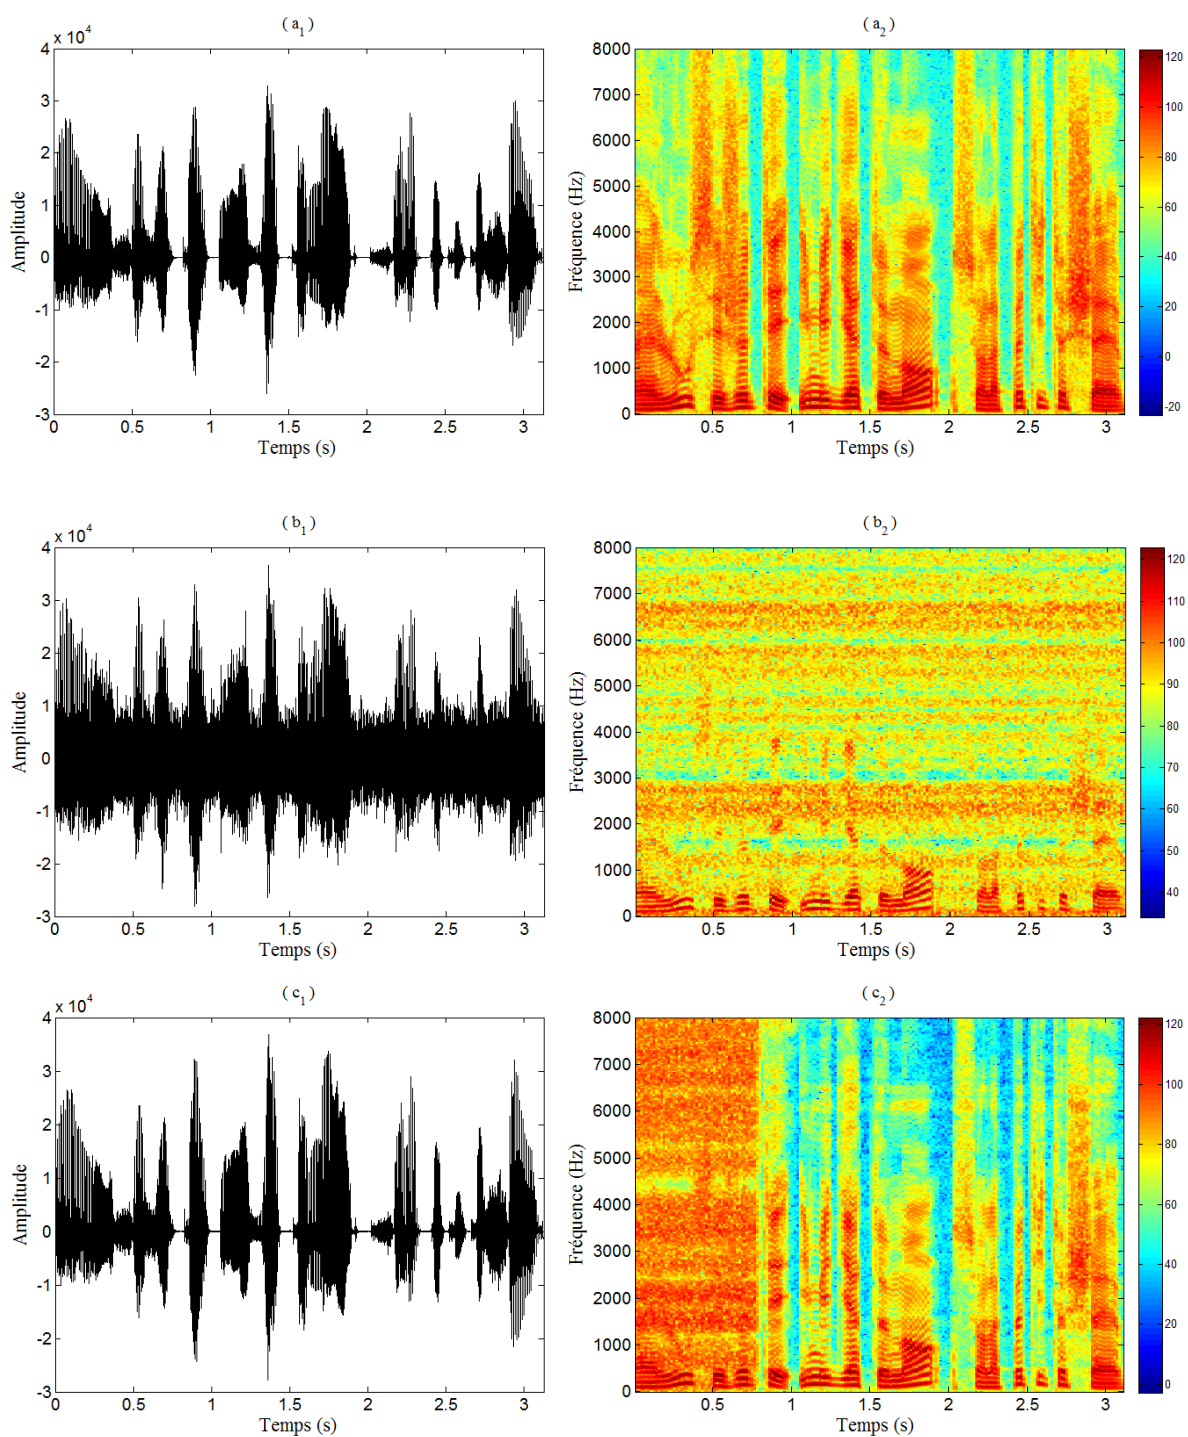 ( a1 )
x 10^4
4
3
2
1
0
-1
-2
-3
0 0.5 1 1.5 2 2.5 3
Amplitude
Temps (s)
( a2 )
8000
7000
6000
5000
4000
3000
2000
1000
0
0.5 1 1.5 2 2.5 3
Fréquence (Hz)
Temps (s)
120
100
80
60
40
20
0
-20
( b1 )
x 10^4
4
3
2
1
0
-1
-2
-3
0 0.5 1 1.5 2 2.5 3
Amplitude
Temps (s)
( b2 )
8000
7000
6000
5000
4000
3000
2000
1000
0
0.5 1 1.5 2 2.5 3
Fréquence (Hz)
Temps (s)
120
110
100
90
80
70
60
50
40
( c1 )
x 10^4
4
3
2
1
0
-1
-2
-3
0 0.5 1 1.5 2 2.5 3
Amplitude
Temps (s)
( c2 )
8000
7000
6000
5000
4000
3000
2000
1000
0
0.5 1 1.5 2 2.5 3
Fréquence (Hz)
Temps (s)
120
100
80
60
40
20
0